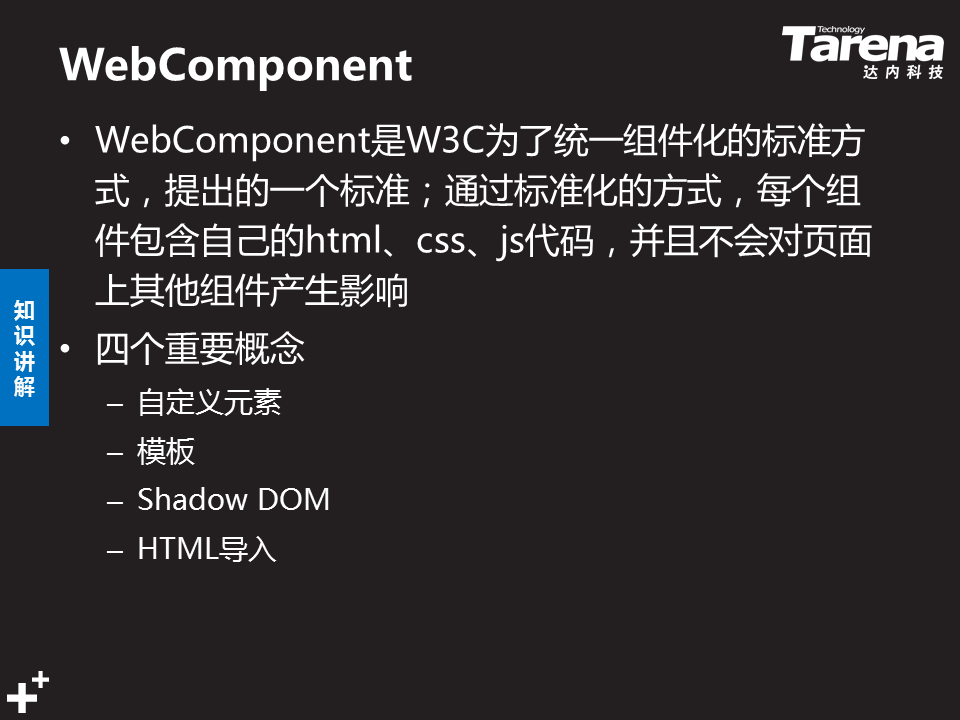 WebComponent
Technology
Tarena
达内科技
• WebComponent是W3C为了统一组件化的标准方
式，提出的一个标准；通过标准化的方式，每个组
件包含自己的html、css、js代码，并且不会对页面
上其他组件产生影响
知识讲解
• 四个重要概念
– 自定义元素
– 模板
– Shadow DOM
– HTML导入